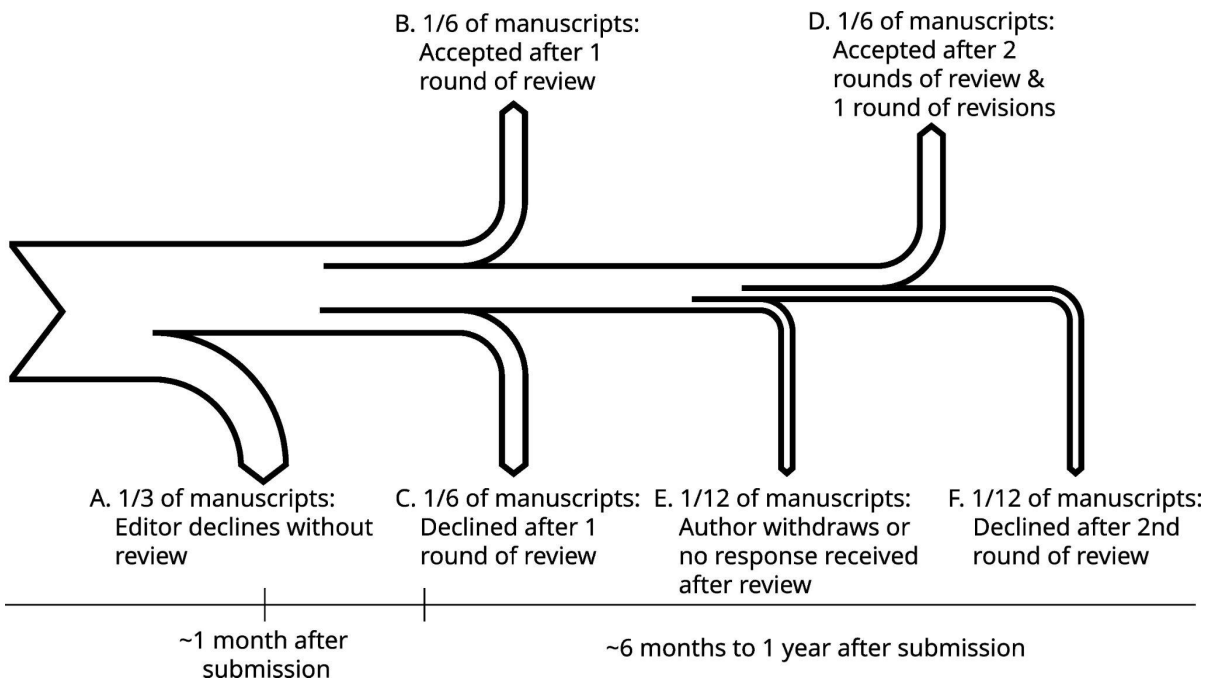 B. 1/6 of manuscripts:
Accepted after 1
round of review
D. 1/6 of manuscripts:
Accepted after 2
rounds of review &
1 round of revisions
A. 1/3 of manuscripts:
Editor declines without
review
C. 1/6 of manuscripts:
Declined after 1
round of review
E. 1/12 of manuscripts:
Author withdraws or
no response received
after review
F. 1/12 of manuscripts:
Declined after 2nd
round of review
~1 month after
submission
~6 months to 1 year after submission